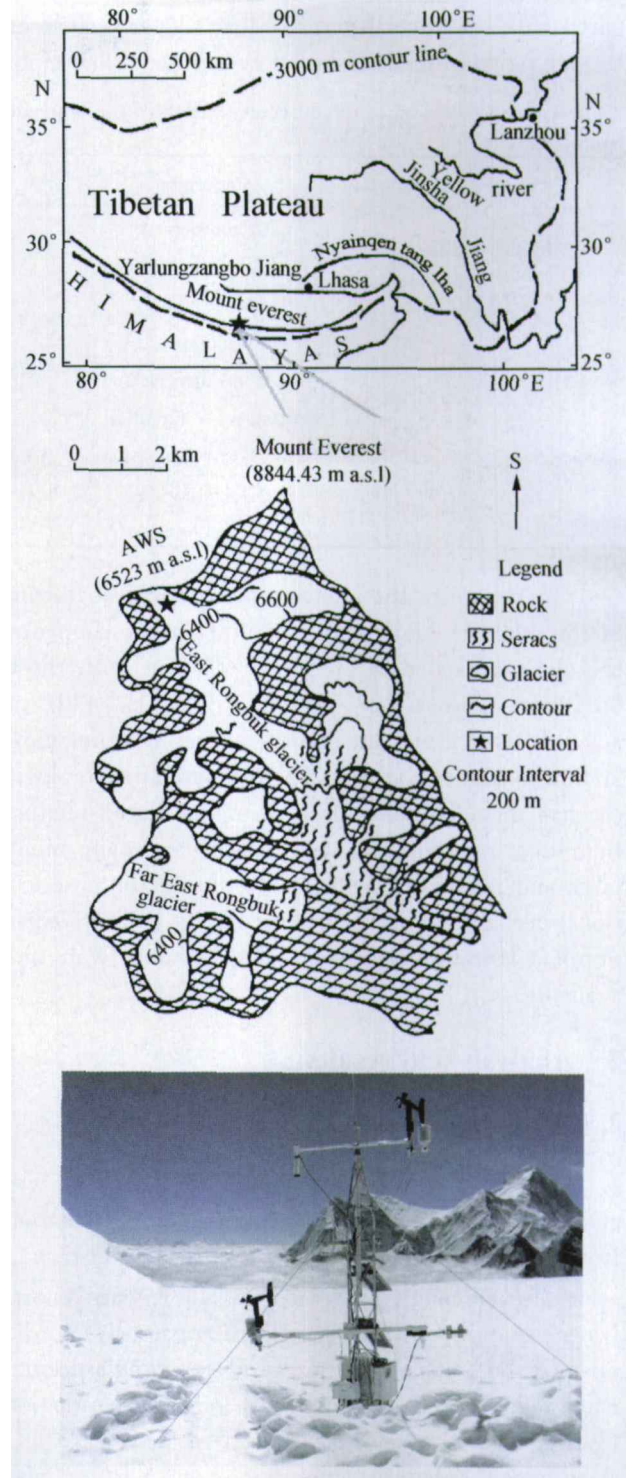 80° 90° 100°E
0 250 500 km
3000 m contour line
N N
35° 35°
Lanzhou
Yellow
river
Jinsha
Jiang
Tibetan Plateau
30° 30°
Nyainqen tang lha
Yarlungzangbo Jiang
Lhasa
Mount everest
HIMALAYAS
25° 25°
80° 90° 100°E
Mount Everest
(8844.43 m a.s.l)
0 1 2 km
S
AWS
(6523 m a.s.l)
6600
6400
East Rongbuk glacier
Legend
Rock
Seracs
Glacier
Contour
Location
Contour Interval
200 m
Far East Rongbuk
glacier
6400